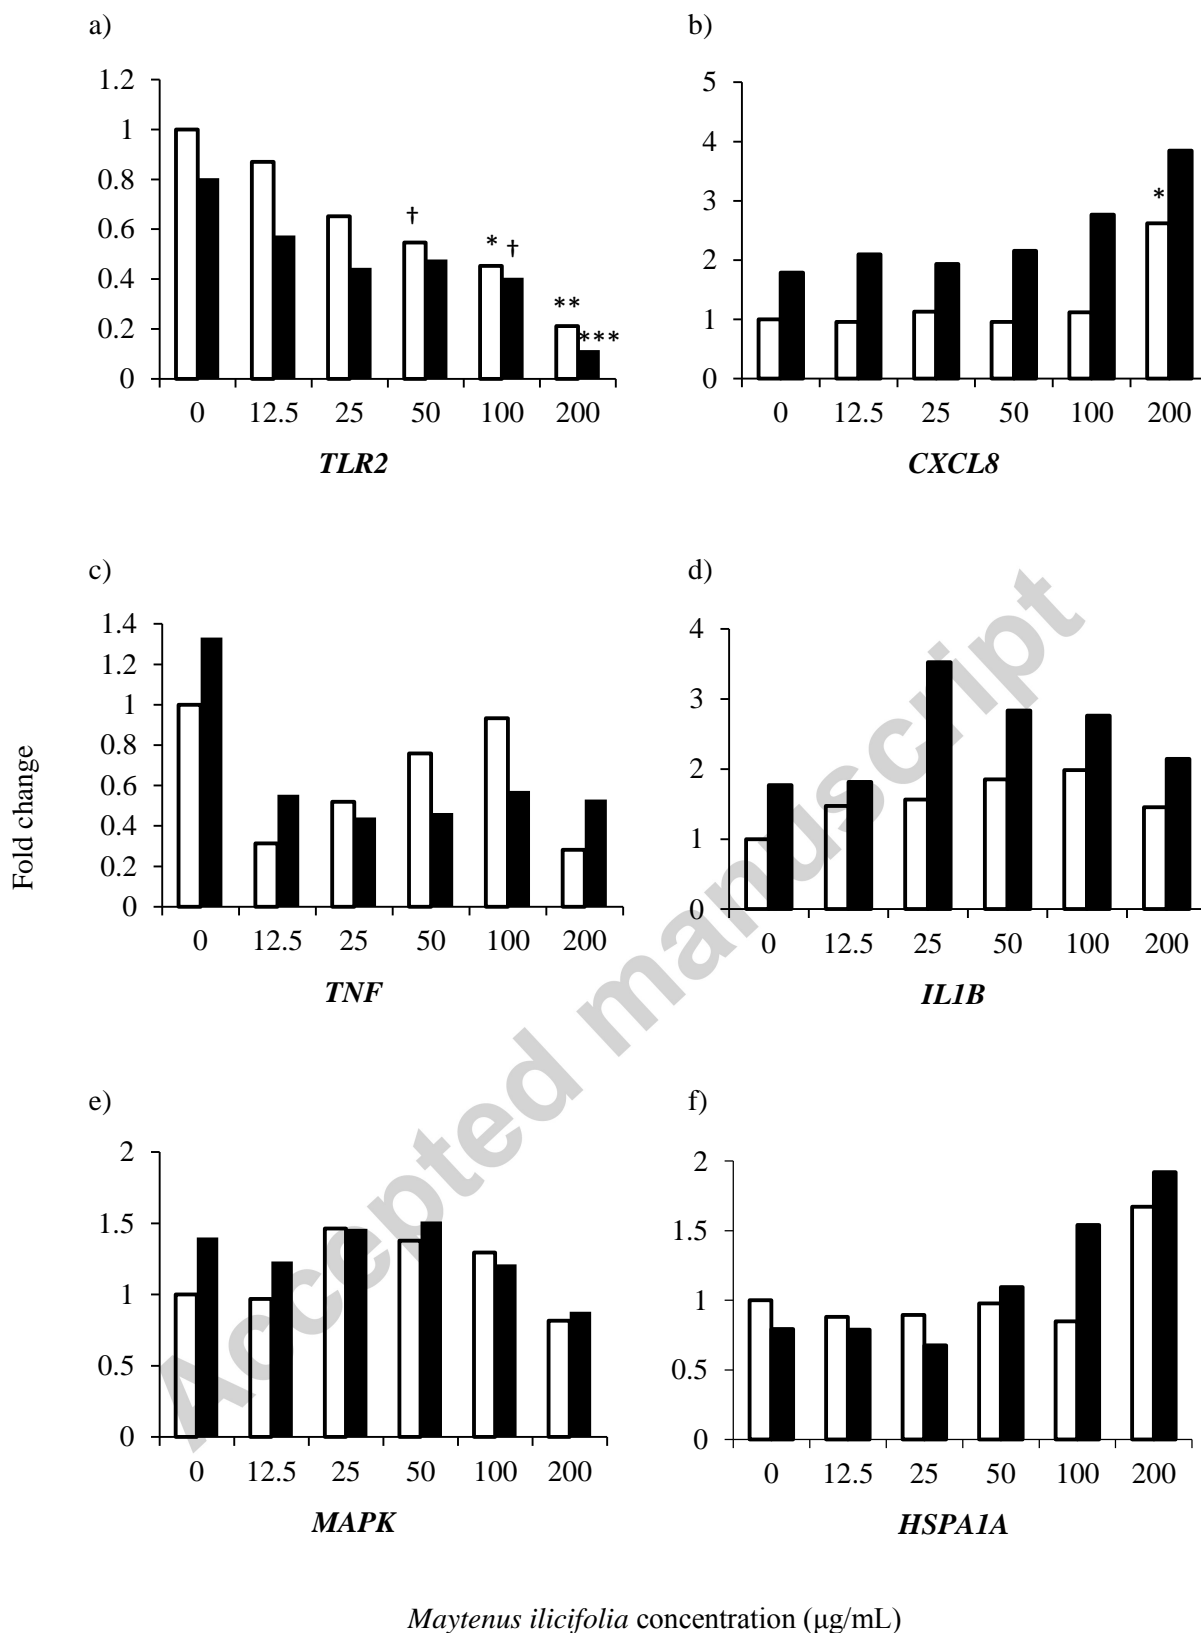 a)
1.2
1
0.8
0.6
0.4
0.2
0
†
*
†
**
***
0 12.5 25 50 100 200
TLR2
b)
5
4
3
2
1
0
*
0 12.5 25 50 100 200
CXCL8
Fold change
c)
1.4
1.2
1
0.8
0.6
0.4
0.2
0
0 12.5 25 50 100 200
TNF
d)
4
3
2
1
0
0 12.5 25 50 100 200
IL1B
e)
2
1.5
1
0.5
0
0 12.5 25 50 100 200
MAPK
f)
2
1.5
1
0.5
0
0 12.5 25 50 100 200
HSPA1A
Maytenus ilicifolia concentration (µg/mL)
Accepted manuscript